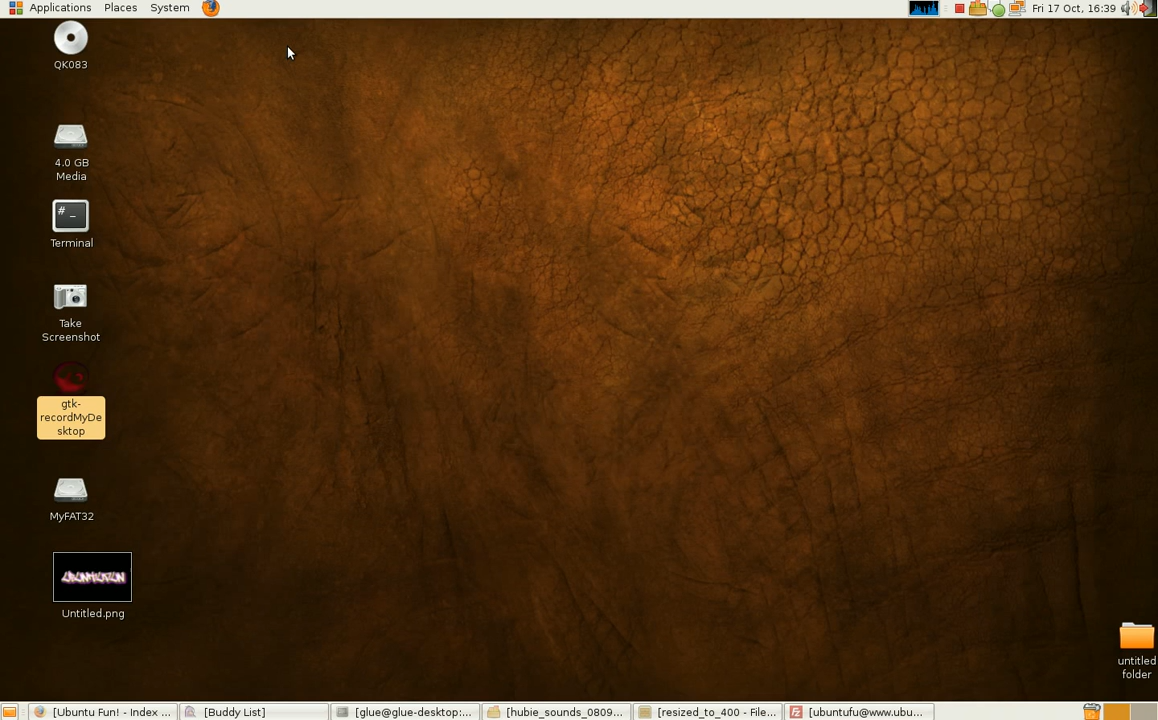 Applications Places System Fri 17 Oct, 16:39
QK083
4.0 GB
Media
# _
Terminal
Take
Screenshot
gtk-
recordMyDe
sktop
MyFAT32
Untitled.png
untitled
folder
[Ubuntu Fun! - Index ... [Buddy List] [glue@glue-desktop:... [hubie_sounds_0809... [resized_to_400 - File... [ubuntufu@www.ubu...